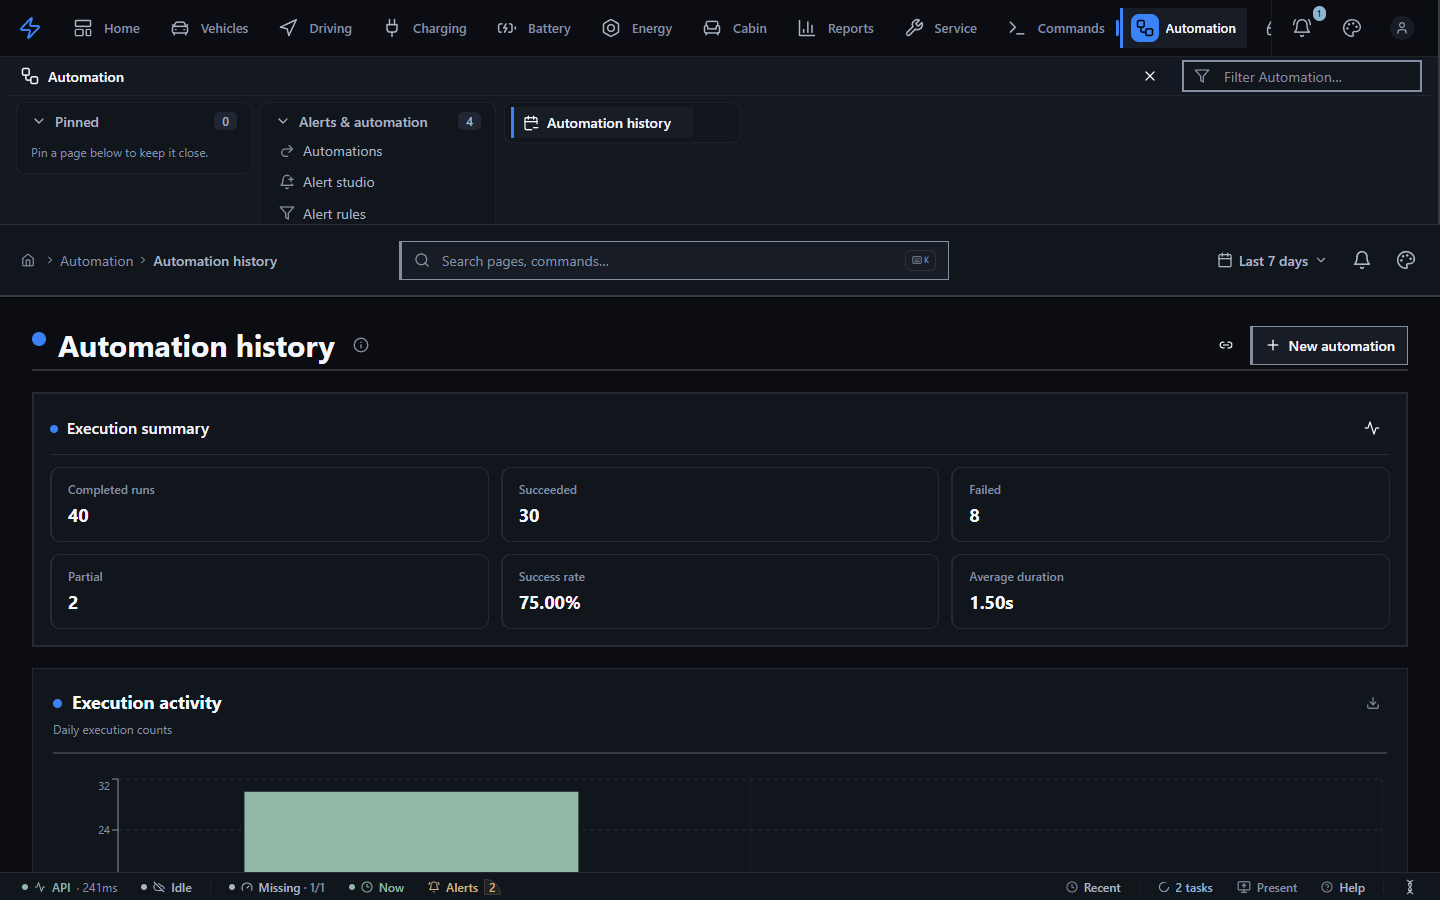 Home
Vehicles
Driving
Charging
Battery
Energy
Cabin
Reports
Service
Commands
Automation
1
Automation
Filter Automation...
Pinned
0
Pin a page below to keep it close.
Alerts & automation
4
Automations
Alert studio
Alert rules
Automation history
Automation
Automation history
Search pages, commands...
K
Last 7 days
Automation history
New automation
Execution summary
Completed runs
40
Succeeded
30
Failed
8
Partial
2
Success rate
75.00%
Average duration
1.50s
Execution activity
Daily execution counts
32
24
API · 241ms
Idle
Missing · 1/1
Now
Alerts 2
Recent
2 tasks
Present
Help